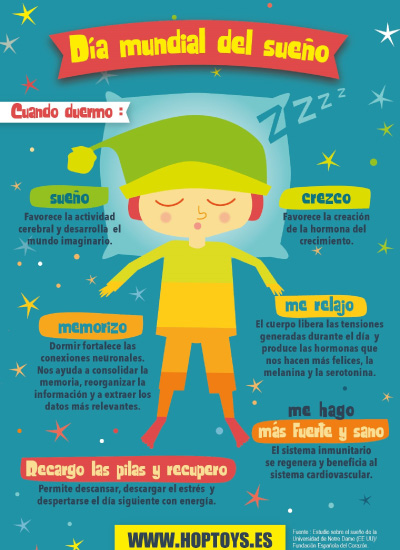 Día mundial del sueño
Cuando duermo :
ZZZZZ
sueño
Favorece la actividad
cerebral y desarrolla el
mundo imaginario.
crezco
Favorece la creación
de la hormona del
crecimiento.
memorizo
Dormir fortalece las
conexiones neuronales.
Nos ayuda a consolidar la
memoria, reorganizar la
información y a extraer los
datos más relevantes.
me relajo
El cuerpo libera las tensiones
generadas durante el día y
produce las hormonas que
nos hacen más felices, la
melanina y la serotonina.
me hago
más fuerte y sano
El sistema inmunitario
se regenera y beneficia al
sistema cardiovascular.
Recargo las pilas y recupero
Permite descansar, descargar el estrés y
despertarse el día siguiente con energía.
WWW.HOPTOYS.ES
Fuente : Estudio sobre el sueño de la
Universidad de Notre Dame (EE UU)/
Fundación Española del Corazón.